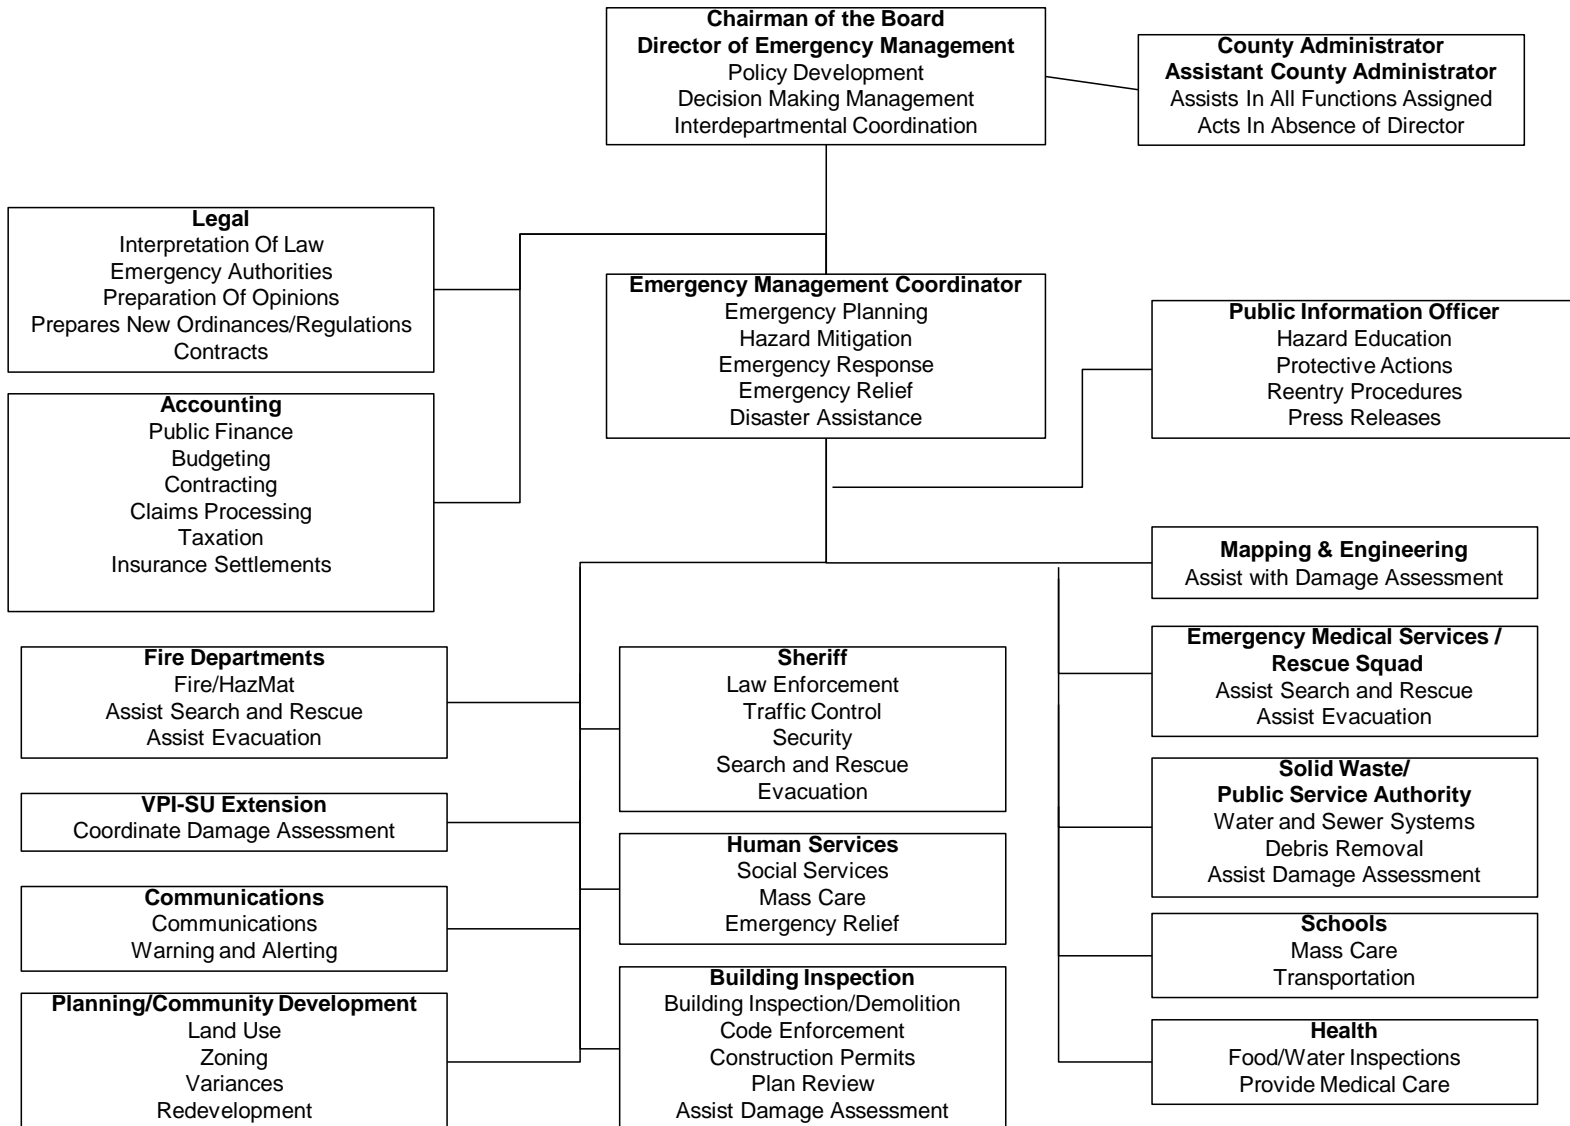 Chairman of the Board
Director of Emergency Management
Policy Development
Decision Making Management
Interdepartmental Coordination
County Administrator
Assistant County Administrator
Assists In All Functions Assigned
Acts In Absence of Director
Legal
Interpretation Of Law
Emergency Authorities
Preparation Of Opinions
Prepares New Ordinances/Regulations
Contracts
Emergency Management Coordinator
Emergency Planning
Hazard Mitigation
Emergency Response
Emergency Relief
Disaster Assistance
Public Information Officer
Hazard Education
Protective Actions
Reentry Procedures
Press Releases
Accounting
Public Finance
Budgeting
Contracting
Claims Processing
Taxation
Insurance Settlements
Mapping & Engineering
Assist with Damage Assessment
Fire Departments
Fire/HazMat
Assist Search and Rescue
Assist Evacuation
Sheriff
Law Enforcement
Traffic Control
Security
Search and Rescue
Evacuation
Emergency Medical Services /
Rescue Squad
Assist Search and Rescue
Assist Evacuation
VPI-SU Extension
Coordinate Damage Assessment
Solid Waste/
Public Service Authority
Water and Sewer Systems
Debris Removal
Assist Damage Assessment
Human Services
Social Services
Mass Care
Emergency Relief
Communications
Communications
Warning and Alerting
Schools
Mass Care
Transportation
Building Inspection
Building Inspection/Demolition
Code Enforcement
Construction Permits
Plan Review
Assist Damage Assessment
Planning/Community Development
Land Use
Zoning
Variances
Redevelopment
Health
Food/Water Inspections
Provide Medical Care